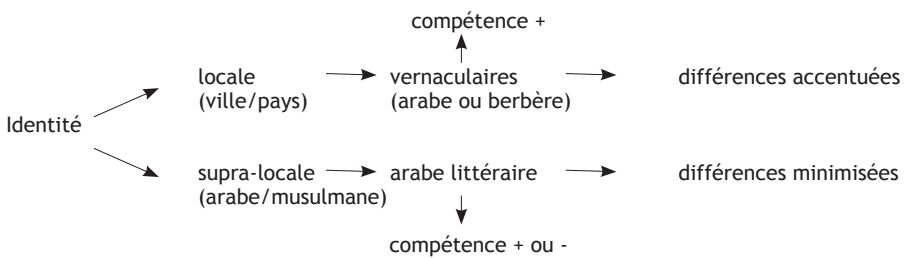 compétence +
locale vernaculaires différences accentuées
(ville/pays) (arabe ou berbère)
Identité
supra-locale arabe littéraire différences minimisées
(arabe/musulmane)
compétence + ou -